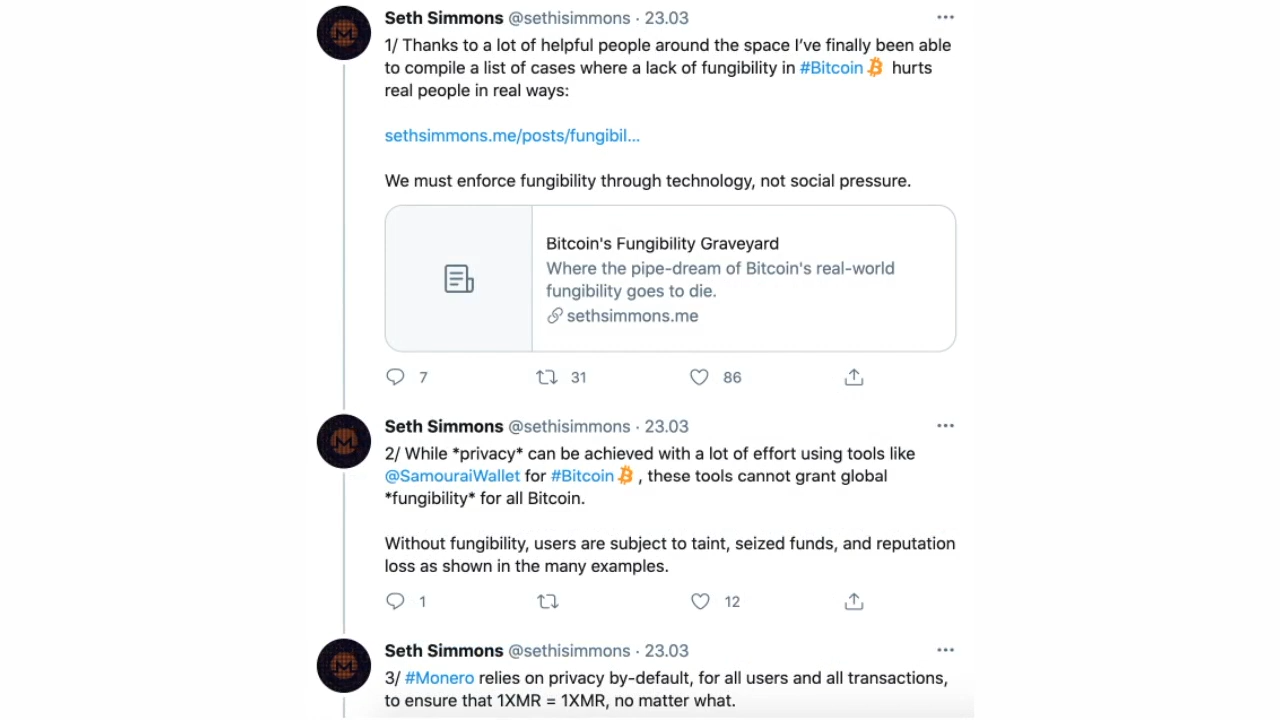 Seth Simmons @sethisimmons · 23.03
1/ Thanks to a lot of helpful people around the space I've finally been able
to compile a list of cases where a lack of fungibility in #Bitcoin hurts
real people in real ways:
sethsimmons.me/posts/fungibil...
We must enforce fungibility through technology, not social pressure.
Bitcoin's Fungibility Graveyard
Where the pipe-dream of Bitcoin's real-world
fungibility goes to die.
sethsimmons.me
7 31 86
Seth Simmons @sethisimmons · 23.03
2/ While *privacy* can be achieved with a lot of effort using tools like
@SamouraiWallet for #Bitcoin , these tools cannot grant global
*fungibility* for all Bitcoin.
Without fungibility, users are subject to taint, seized funds, and reputation
loss as shown in the many examples.
1 12
Seth Simmons @sethisimmons · 23.03
3/ #Monero relies on privacy by-default, for all users and all transactions,
to ensure that 1XMR = 1XMR, no matter what.